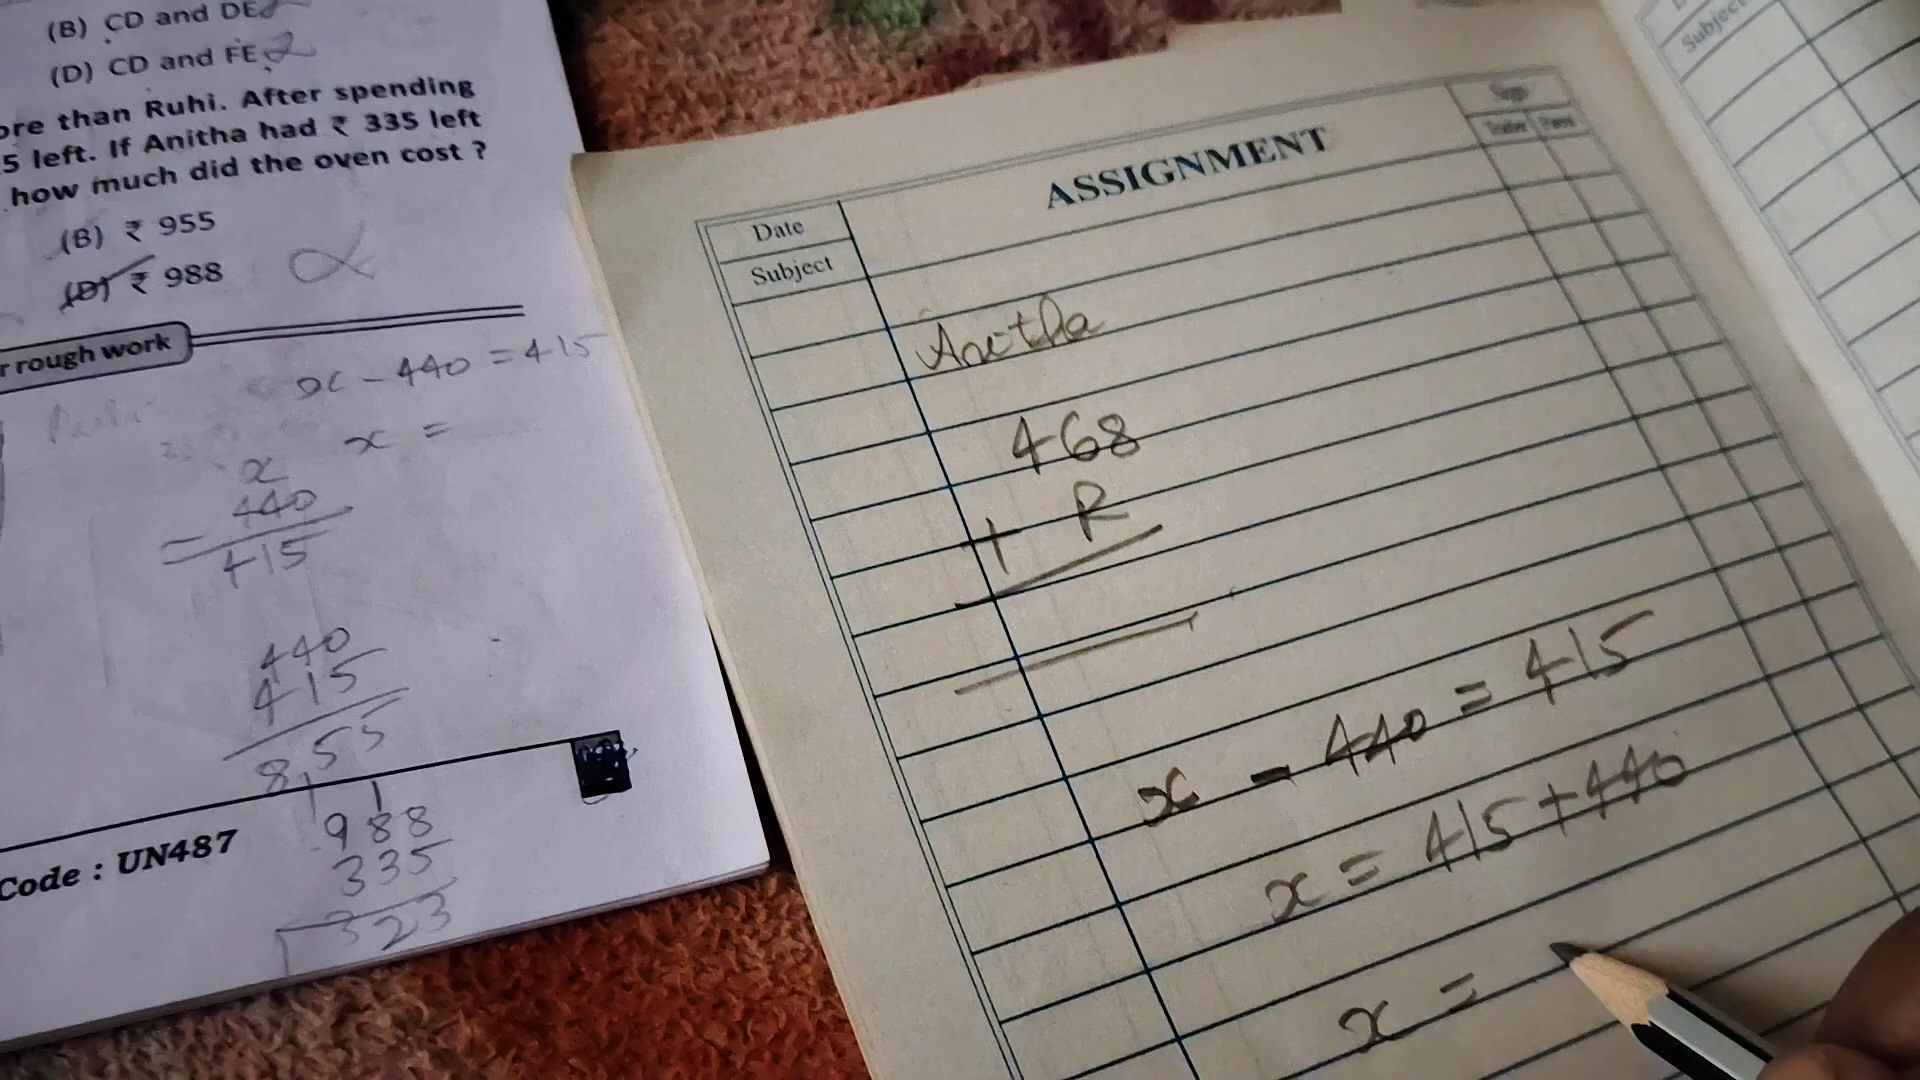 (B) CD and DE
(D) CD and FE
ore than Ruhi. After spending
5 left. If Anitha had ₹ 335 left
how much did the oven cost ?
(B) ₹ 955
(D) ₹ 988
r rough work
x - 440 = 415
x =
x
440
= 415
440
415
855
Code : UN487
988
335
1323
ASSIGNMENT
Date
Subject
Anitha
468
+ R
x - 440 = 415
x = 415 + 440
x =
Subject